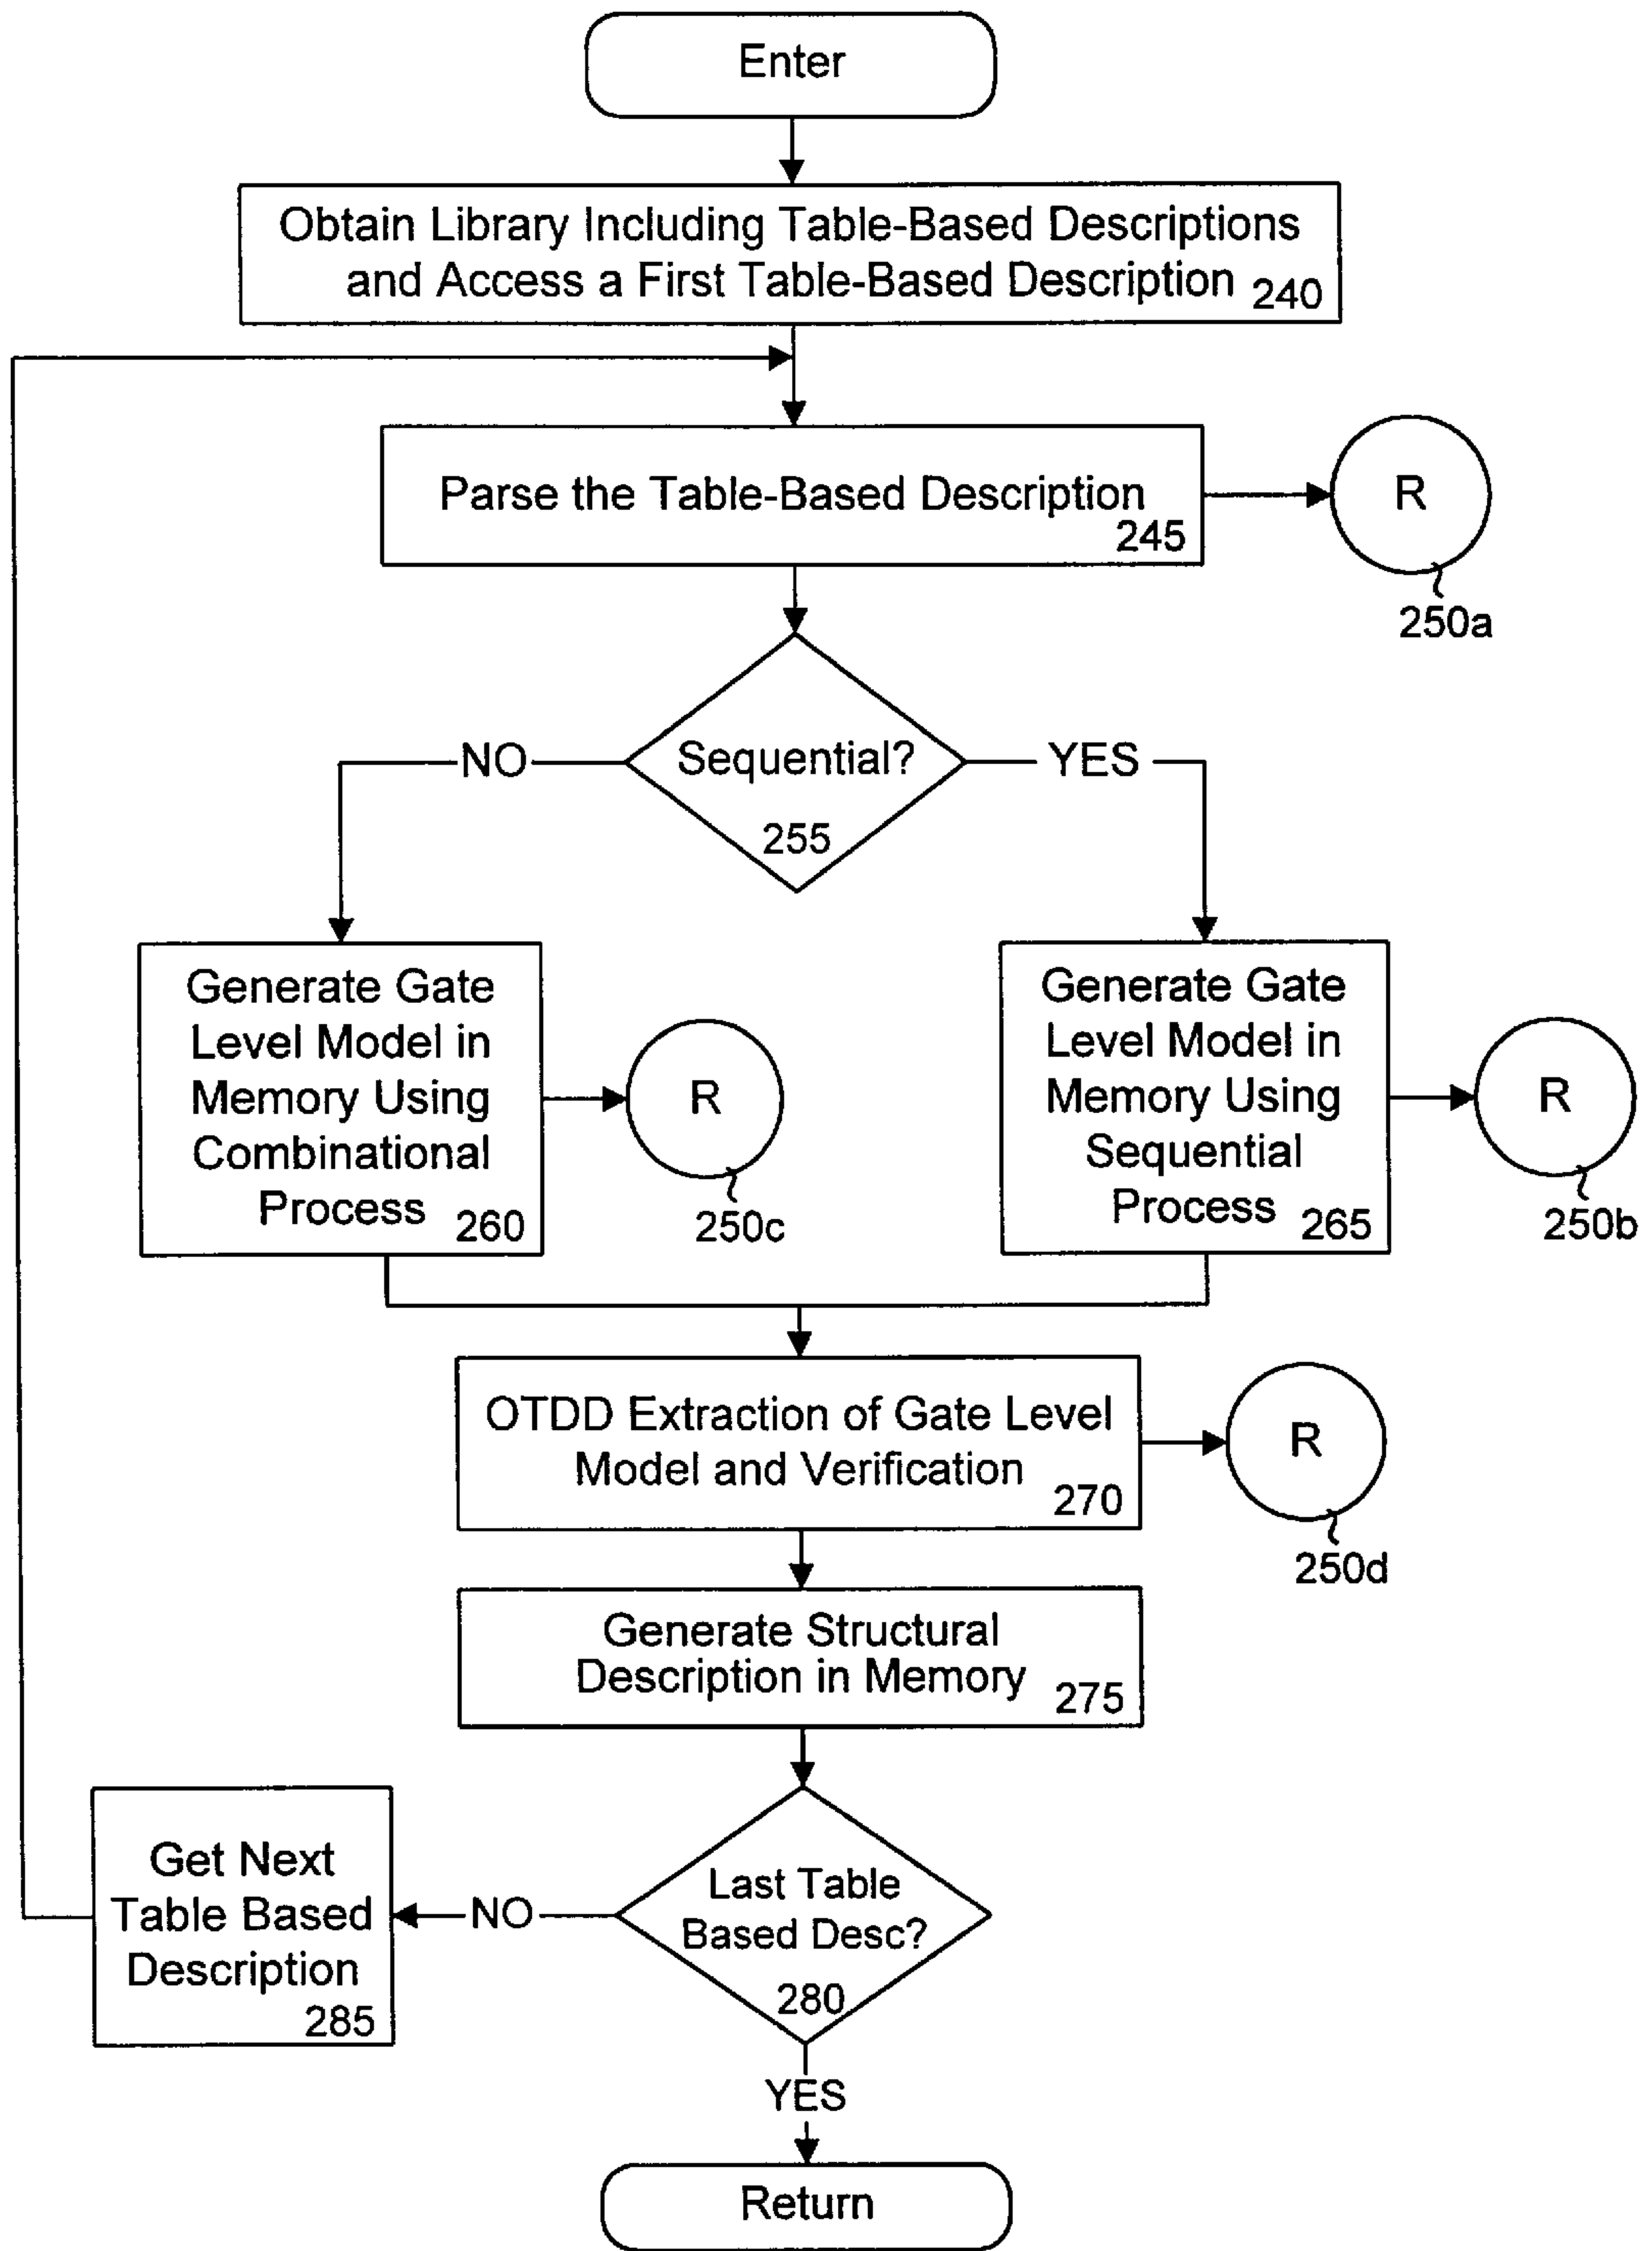 Enter
Obtain Library Including Table-Based Descriptions
and Access a First Table-Based Description 240
Parse the Table-Based Description
245
R
250a
Sequential?
255
NO
YES
Generate Gate
Level Model in
Memory Using
Combinational
Process 260
R
250c
Generate Gate
Level Model in
Memory Using
Sequential
Process 265
R
250b
OTDD Extraction of Gate Level
Model and Verification
270
R
250d
Generate Structural
Description in Memory
275
Last Table
Based Desc?
280
NO
Get Next
Table Based
Description
285
YES
Return